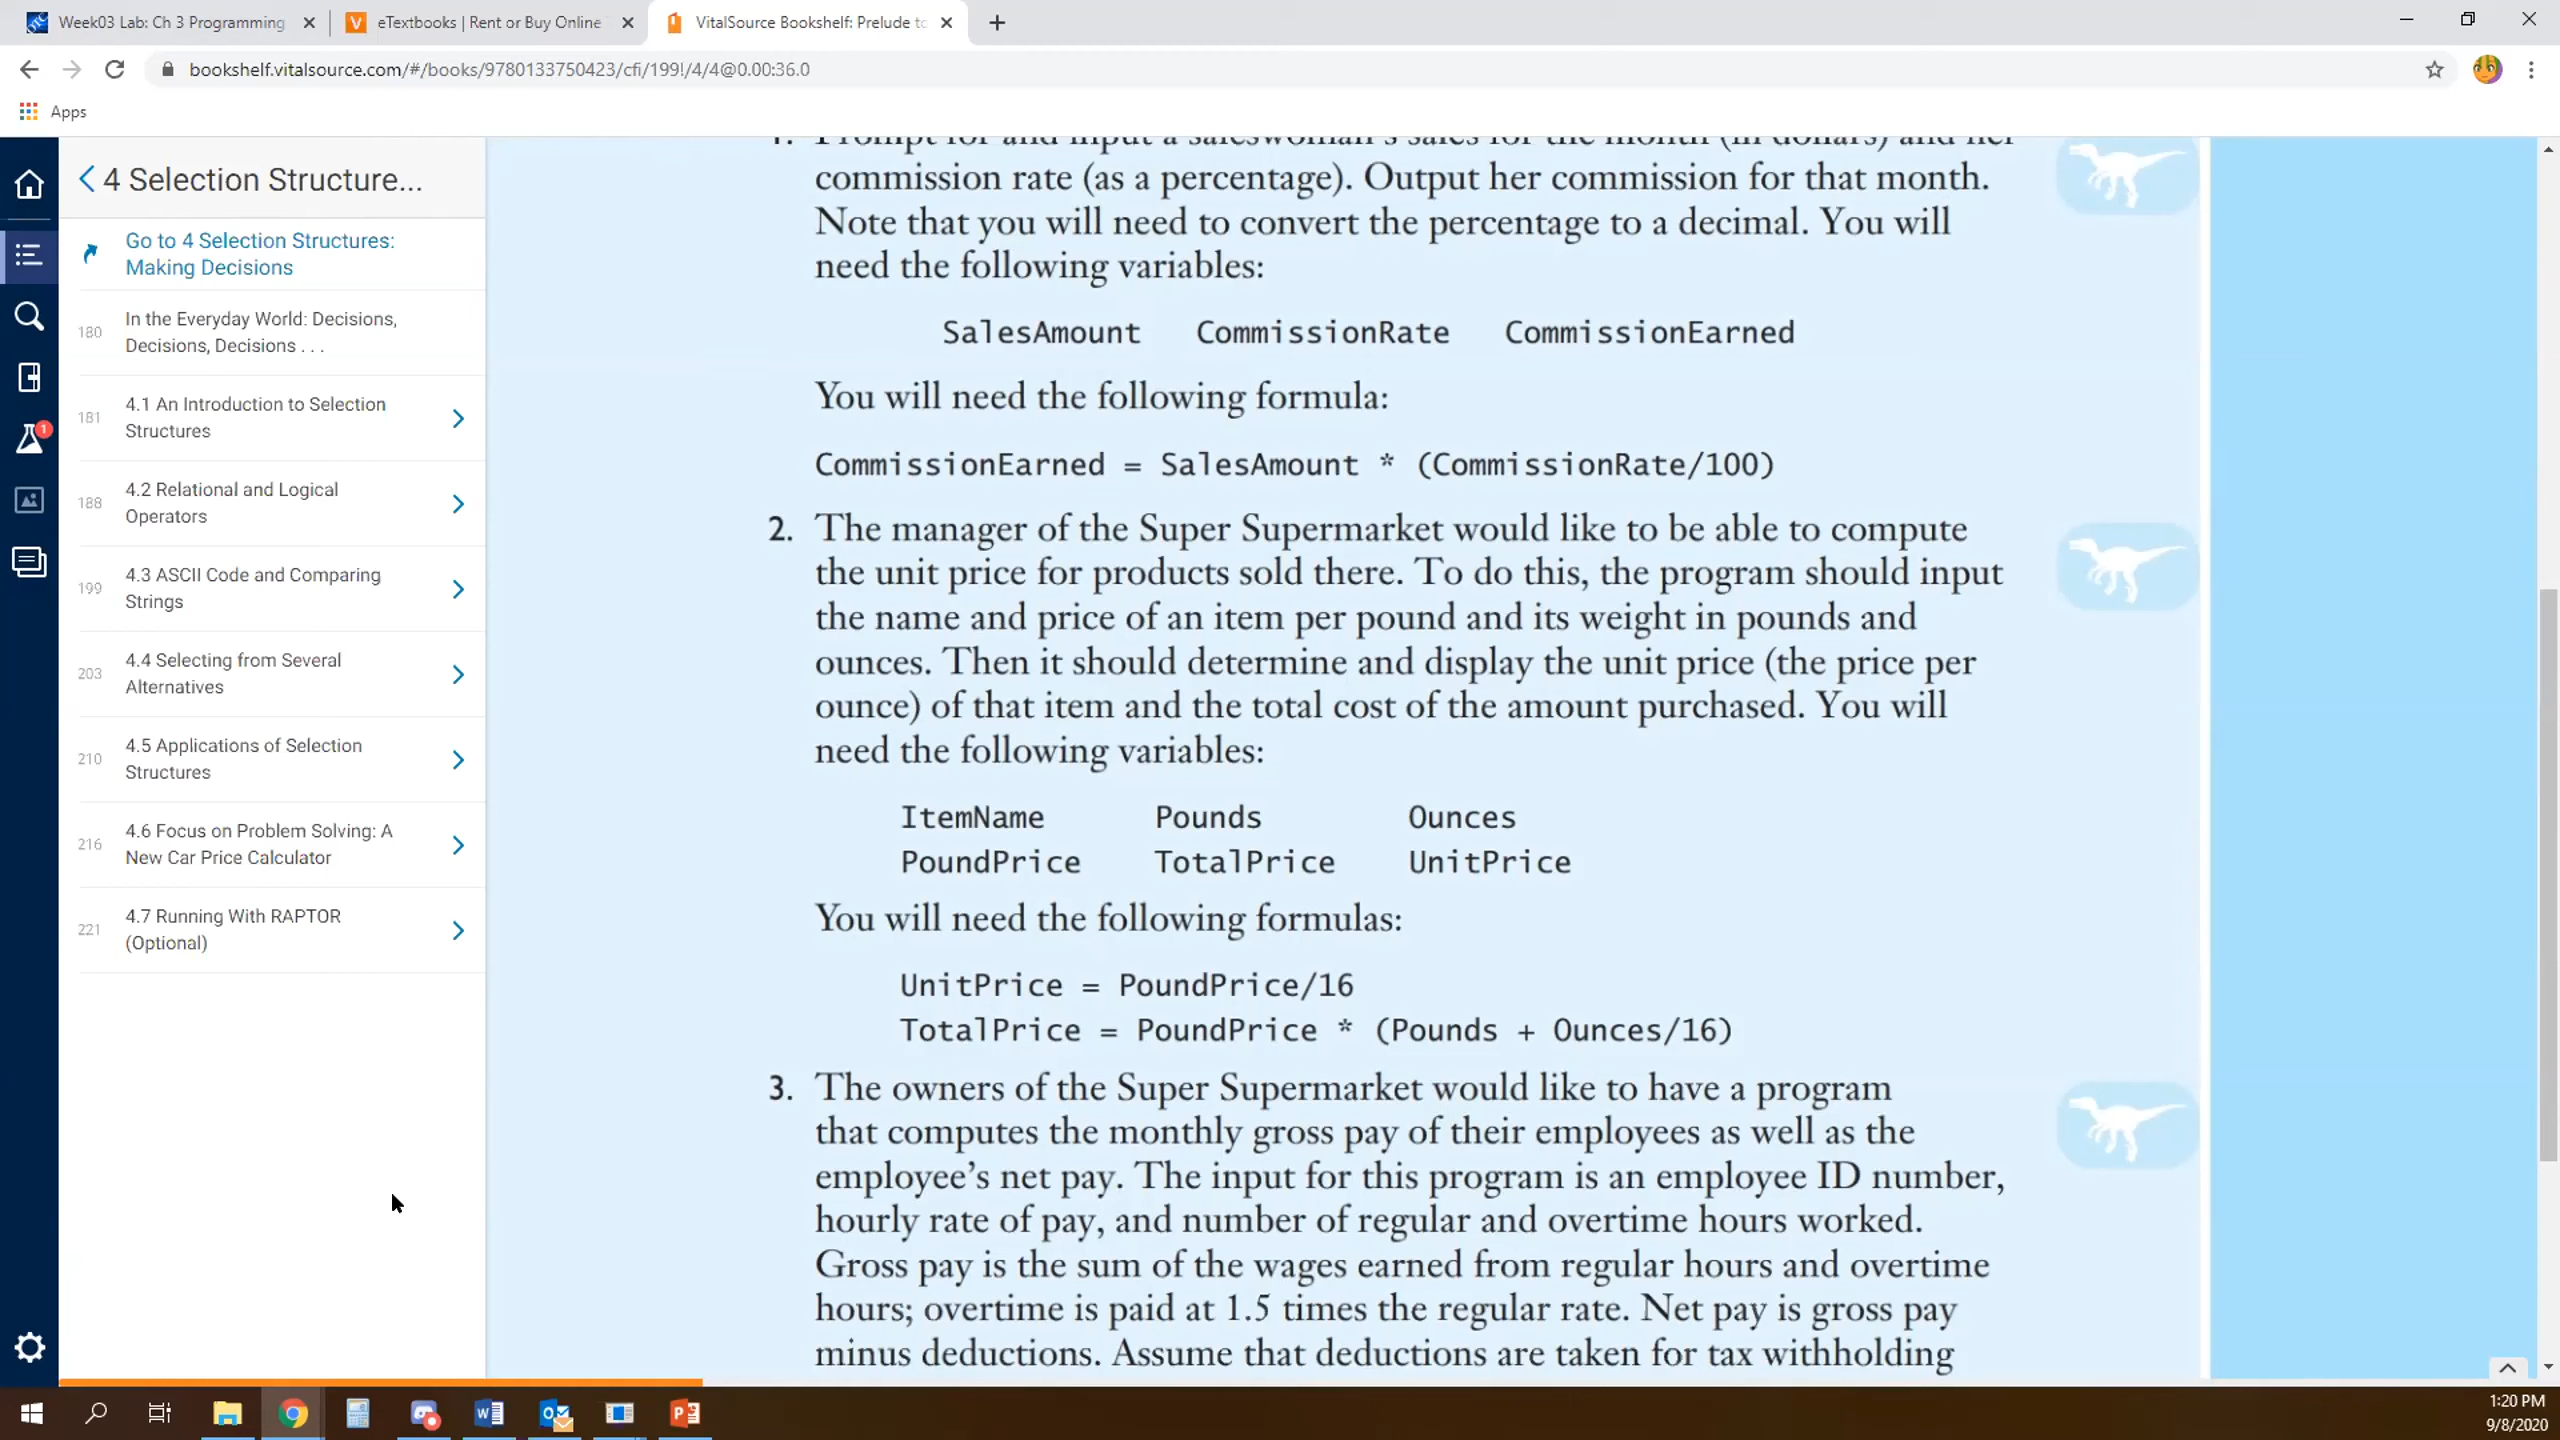 Week03 Lab: Ch 3 Programming
eTextbooks | Rent or Buy Online
VitalSource Bookshelf: Prelude to
bookshelf.vitalsource.com/#/books/9780133750423/cfi/199!/4/4@0.00:36.0
Apps
4 Selection Structure...
Go to 4 Selection Structures:
Making Decisions
180
In the Everyday World: Decisions,
Decisions, Decisions . . .
181
4.1 An Introduction to Selection
Structures
188
4.2 Relational and Logical
Operators
199
4.3 ASCII Code and Comparing
Strings
203
4.4 Selecting from Several
Alternatives
210
4.5 Applications of Selection
Structures
216
4.6 Focus on Problem Solving: A
New Car Price Calculator
221
4.7 Running With RAPTOR
(Optional)
1
1. Prompt for and input a saleswoman's sales for the month (in dollars) and her
commission rate (as a percentage). Output her commission for that month.
Note that you will need to convert the percentage to a decimal. You will
need the following variables:
SalesAmount CommissionRate CommissionEarned
You will need the following formula:
CommissionEarned = SalesAmount * (CommissionRate/100)
2. The manager of the Super Supermarket would like to be able to compute
the unit price for products sold there. To do this, the program should input
the name and price of an item per pound and its weight in pounds and
ounces. Then it should determine and display the unit price (the price per
ounce) of that item and the total cost of the amount purchased. You will
need the following variables:
ItemName Pounds Ounces
PoundPrice TotalPrice UnitPrice
You will need the following formulas:
UnitPrice = PoundPrice/16
TotalPrice = PoundPrice * (Pounds + Ounces/16)
3. The owners of the Super Supermarket would like to have a program
that computes the monthly gross pay of their employees as well as the
employee's net pay. The input for this program is an employee ID number,
hourly rate of pay, and number of regular and overtime hours worked.
Gross pay is the sum of the wages earned from regular hours and overtime
hours; overtime is paid at 1.5 times the regular rate. Net pay is gross pay
minus deductions. Assume that deductions are taken for tax withholding
1:20 PM
9/8/2020